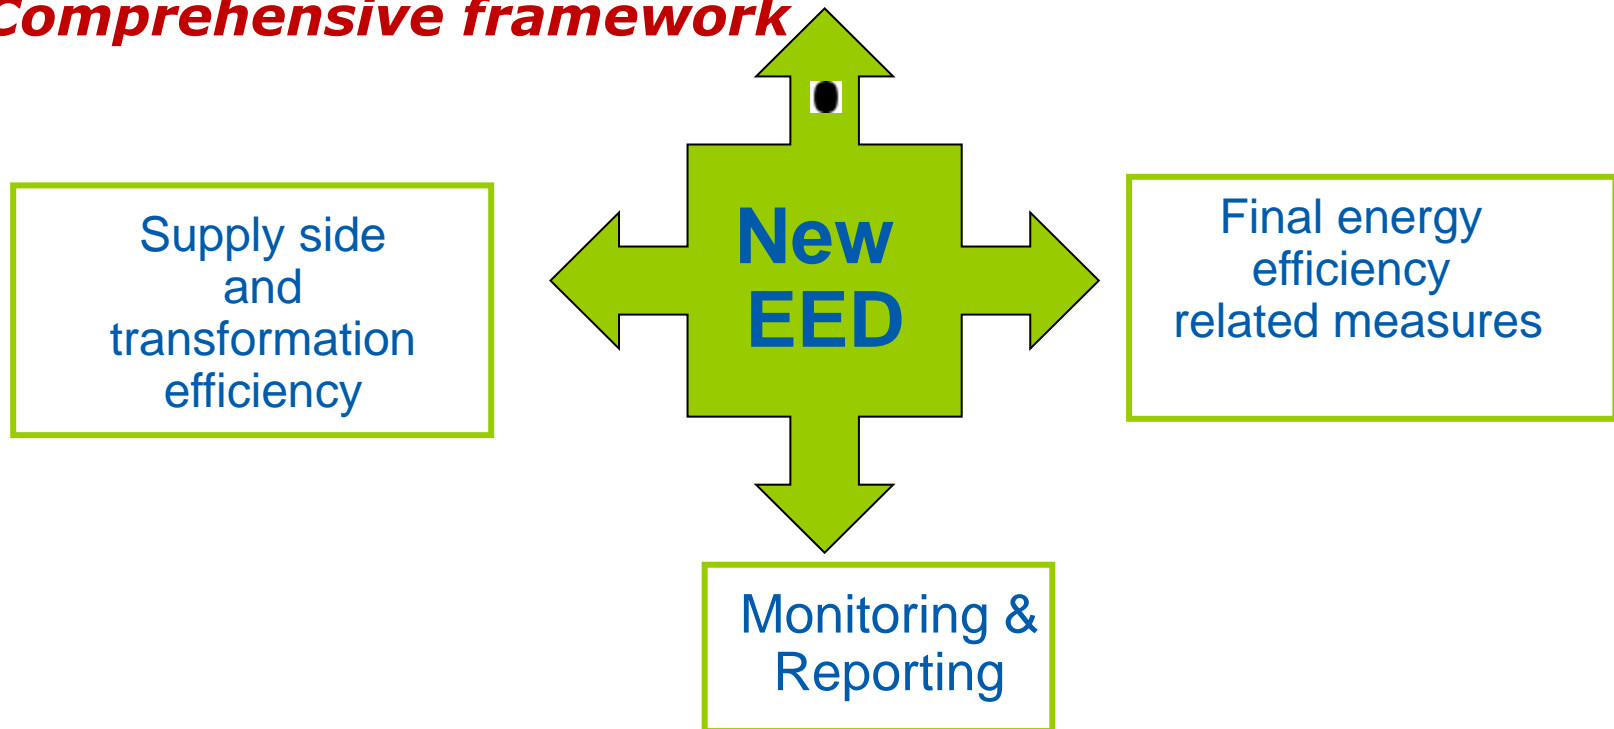 Comprehensive framework
Supply side
and
transformation
efficiency
New
EED
Final energy
efficiency
related measures
Monitoring &
Reporting